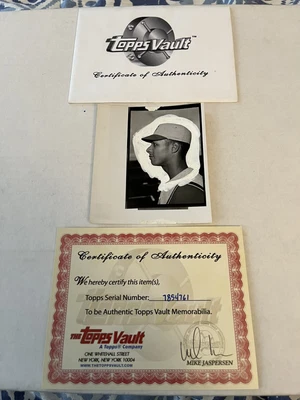 Topps Vault™
Certificate of Authenticity
Certificate of Authenticity
We hereby certify this item(s),
Topps Serial Number: 7854761
To be Authentic Topps Vault Memorabilia.
THE Topps Vault
A Topps® Company
ONE WHITEHALL STREET
NEW YORK, NEW YORK 10004
WWW.THETOPPSVAULT.COM
MIKE JASPERSEN